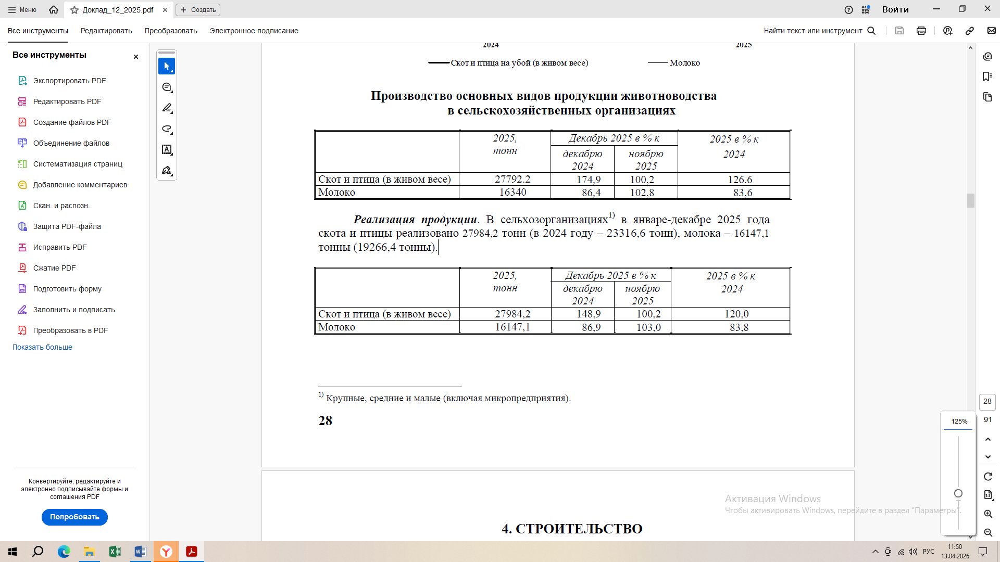 Меню
Доклад_12_2025.pdf
Создать
Войти
Все инструменты
Редактировать
Преобразовать
Электронное подписание
Найти текст или инструмент
Все инструменты
Экспортировать PDF
Редактировать PDF
Создание файлов PDF
Объединение файлов
Систематизация страниц
Добавление комментариев
Скан. и распозн.
Защита PDF-файла
Исправить PDF
Сжатие PDF
Подготовить форму
Заполнить и подписать
Преобразовать в PDF
Показать больше
Конвертируйте, редактируйте и
электронно подписывайте формы и
соглашения PDF
Попробовать
2024 2025
Скот и птица на убой (в живом весе) Молоко
Производство основных видов продукции животноводства
в сельскохозяйственных организациях
2025, тонн | Декабрь 2025 в % к | 2025 в % к 2024
декабрю 2024 | ноябрю 2025
Скот и птица (в живом весе) 27792.2 174,9 100,2 126.6
Молоко 16340 86,4 102,8 83,6
Реализация продукции. В сельхозорганизациях1) в январе-декабре 2025 года
скота и птицы реализовано 27984,2 тонн (в 2024 году – 23316,6 тонн), молока – 16147,1
тонны (19266,4 тонны).
2025, тонн | Декабрь 2025 в % к | 2025 в % к 2024
декабрю 2024 | ноябрю 2025
Скот и птица (в живом весе) 27984,2 148,9 100,2 120,0
Молоко 16147,1 86,9 103,0 83,8
1) Крупные, средние и малые (включая микропредприятия).
28
4. СТРОИТЕЛЬСТВО
28
91
125%
Активация Windows
Чтобы активировать Windows, перейдите в раздел "Параметры".
РУС
11:50
13.04.2026